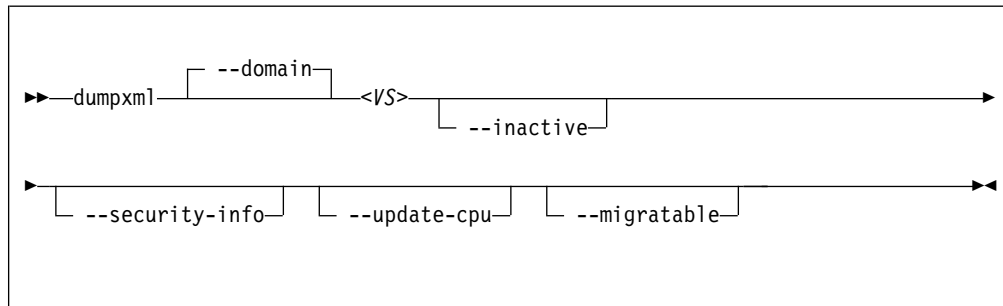 --domain
dumpxml <VS>
--inactive
--security-info --update-cpu --migratable